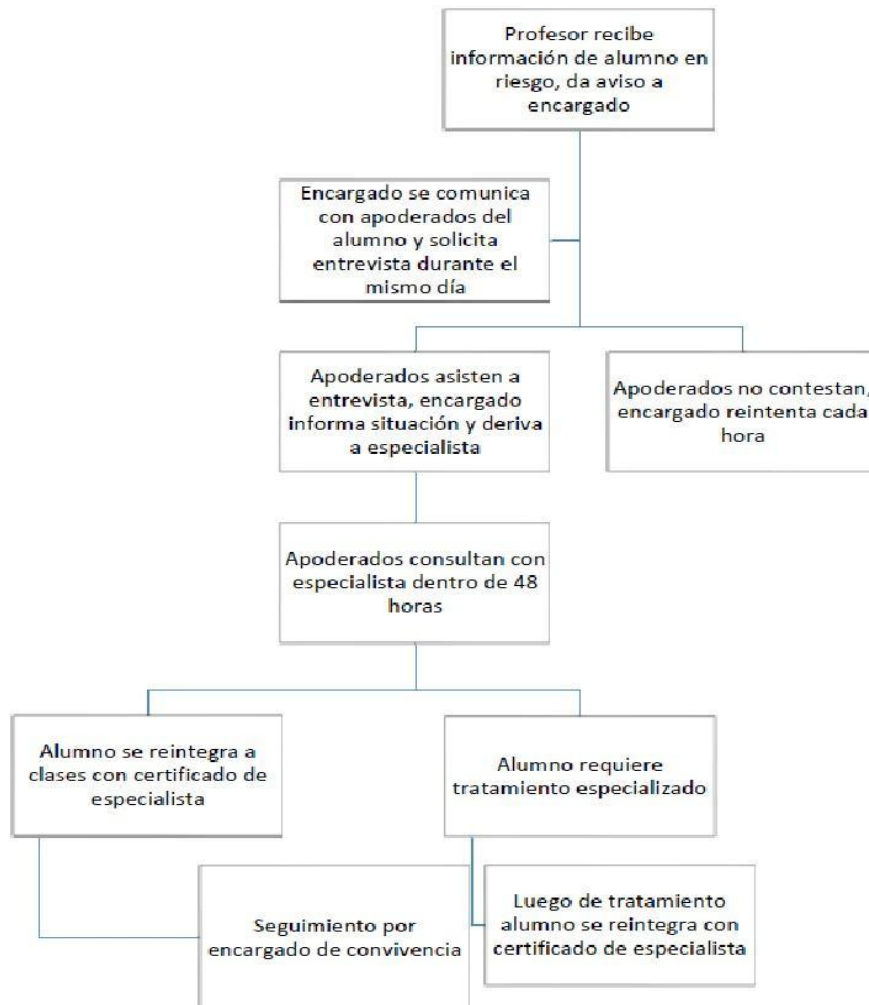 Profesor recibe
información de alumno en
riesgo, da aviso a
encargado
Encargado se comunica
con apoderados del
alumno y solicita
entrevista durante el
mismo día
Apoderados asisten a
entrevista, encargado
informa situación y deriva
a especialista
Apoderados no contestan,
encargado reintenta cada
hora
Apoderados consultan con
especialista dentro de 48
horas
Alumno se reintegra a
clases con certificado de
especialista
Alumno requiere
tratamiento especializado
Seguimiento por
encargado de convivencia
Luego de tratamiento
alumno se reintegra con
certificado de especialista